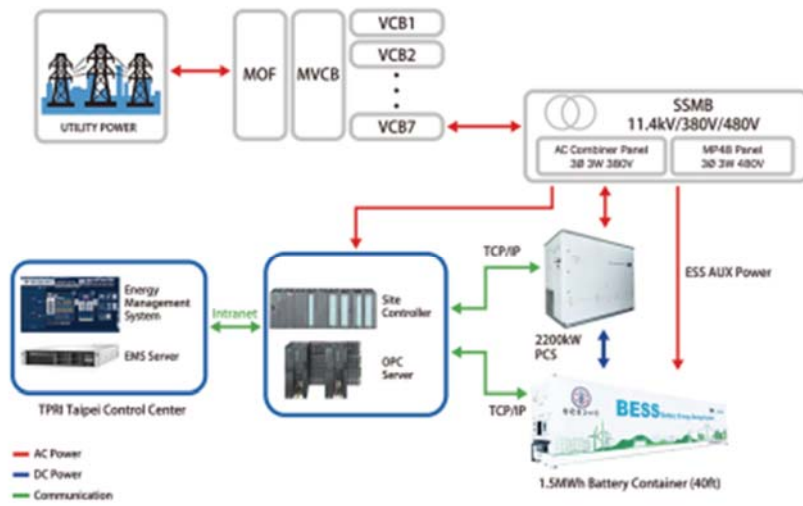 UTILITY POWER
MOF
MVCB
VCB1
VCB2
VCB7
SSMB
11.4kV/380V/480V
AC Combiner Panel
3Ø 3W 380V
MP4B Panel
3Ø 3W 480V
TCP/IP
ESS AUX Power
Energy
Management
System
EMS Server
TPRI Taipei Control Center
Intranet
Site
Controller
OPC
Server
2200kW
PCS
TCP/IP
BESS
1.5MWh Battery Container (40ft)
AC Power
DC Power
Communication